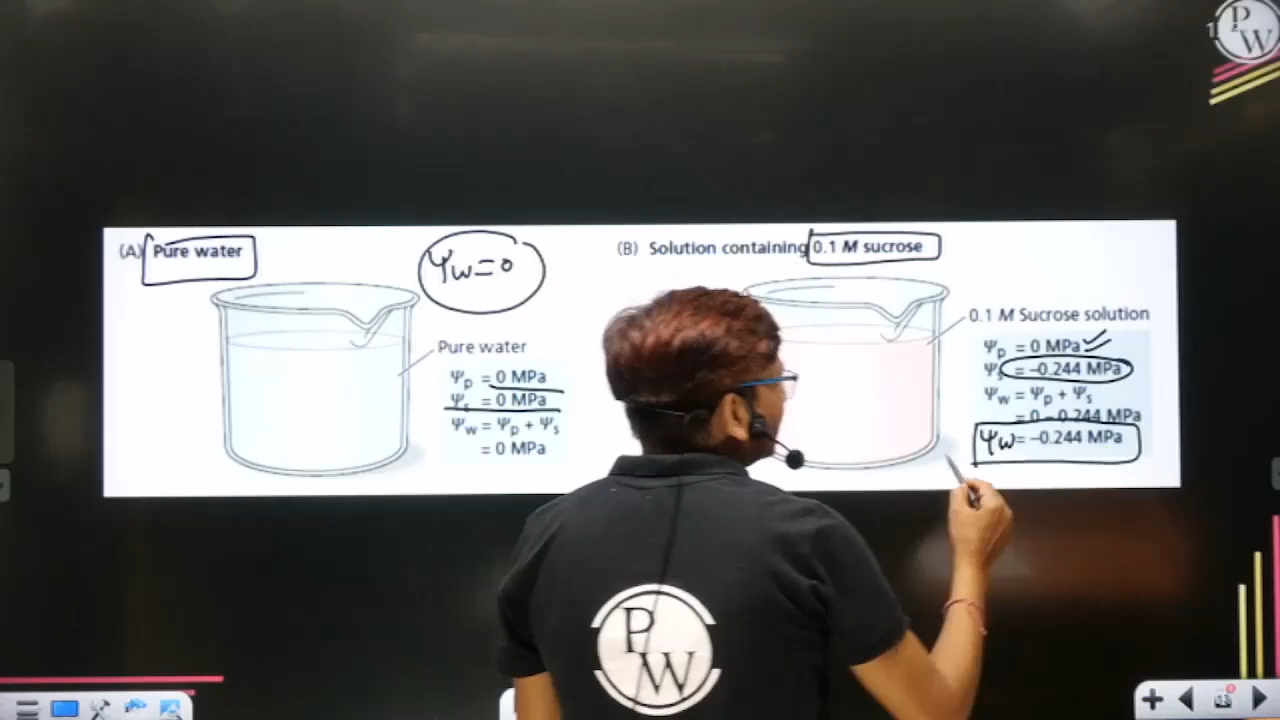 P
W
(A) Pure water
Ψw=0
(B) Solution containing 0.1 M sucrose
Pure water
Ψp = 0 MPa
Ψs = 0 MPa
Ψw = Ψp + Ψs
= 0 MPa
0.1 M Sucrose solution
Ψp = 0 MPa
Ψs = −0.244 MPa
Ψw = Ψp + Ψs
= 0 − 0.244 MPa
Ψw = −0.244 MPa
P
W